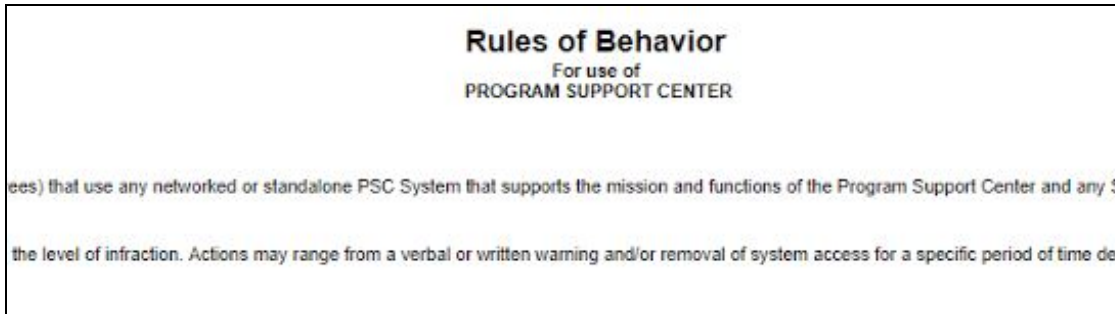 Rules of Behavior
For use of
PROGRAM SUPPORT CENTER
ees) that use any networked or standalone PSC System that supports the mission and functions of the Program Support Center and any
the level of infraction. Actions may range from a verbal or written warning and/or removal of system access for a specific period of time de